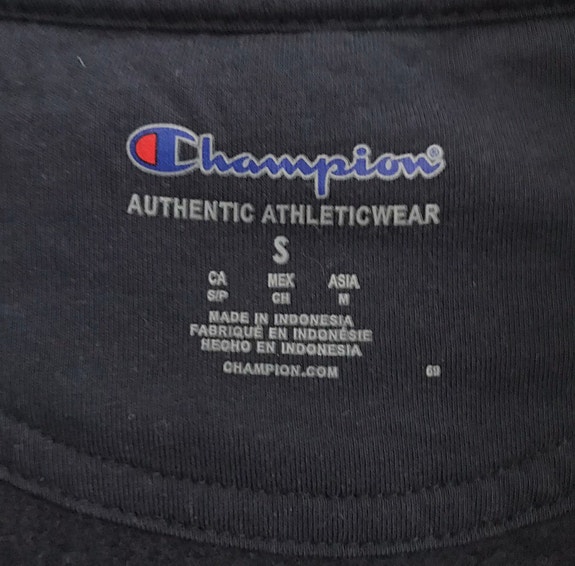 Champion®
AUTHENTIC ATHLETICWEAR
S
CA MEX ASIA
S/P CH M
MADE IN INDONESIA
FABRIQUÉ EN INDONÉSIE
HECHO EN INDONESIA
CHAMPION.COM 69